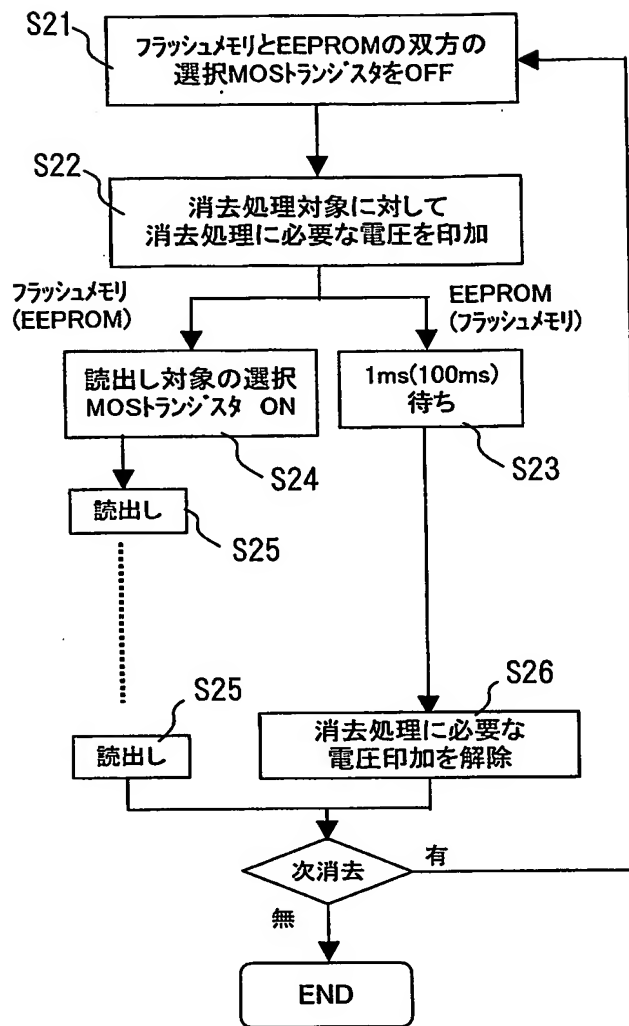 S21
フラッシュメモリとEEPROMの双方の
選択MOSトランジスタをOFF
S22
消去処理対象に対して
消去処理に必要な電圧を印加
フラッシュメモリ
(EEPROM)
EEPROM
(フラッシュメモリ)
読出し対象の選択
MOSトランジスタ ON
S24
1ms(100ms)
待ち
S23
読出し
S25
S25
読出し
S26
消去処理に必要な
電圧印加を解除
次消去
有
無
END